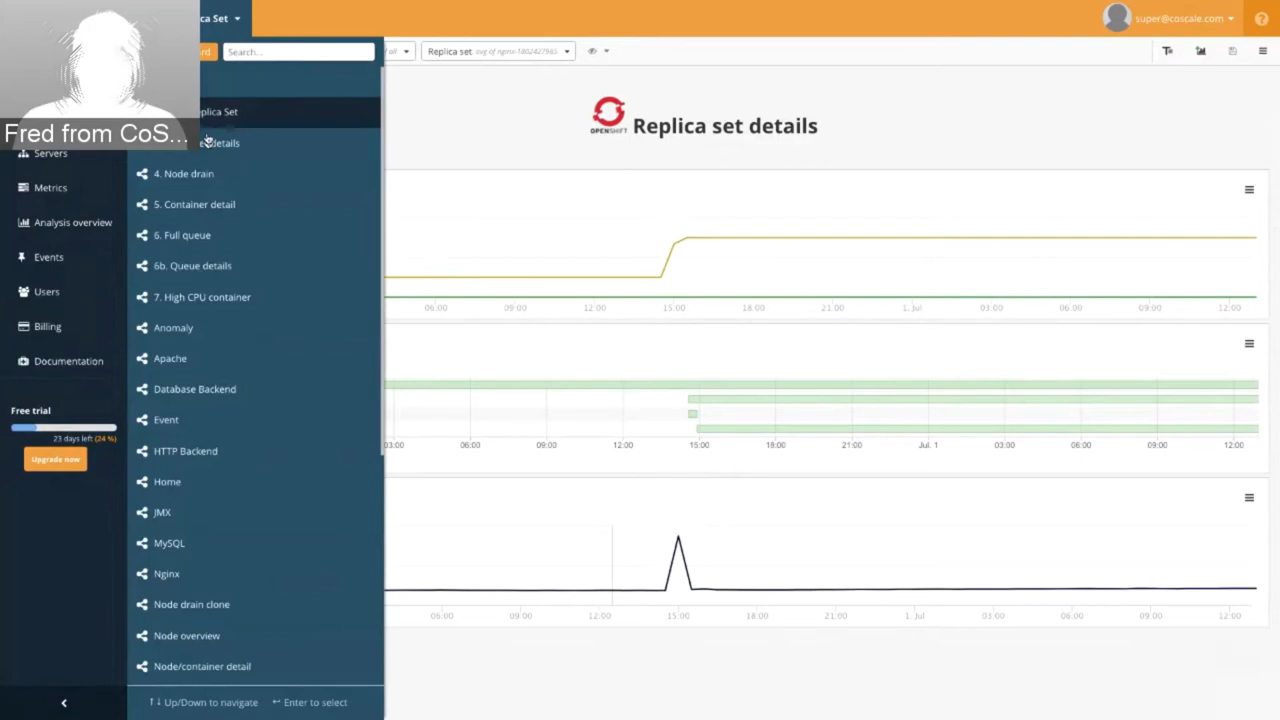 ca Set
super@coscale.com
?
rd
Search...
all
Replica set avg of nginx-1802427985
plica Set
Fred from CoS...
details
OPENSHIFT
Replica set details
Servers
Metrics
Analysis overview
Events
Users
Billing
Documentation
Free trial
23 days left (24 %)
Upgrade now
4. Node drain
5. Container detail
6. Full queue
6b. Queue details
7. High CPU container
Anomaly
Apache
Database Backend
Event
HTTP Backend
Home
JMX
MySQL
Nginx
Node drain clone
Node overview
Node/container detail
↑↓ Up/Down to navigate ↩ Enter to select
06:00 09:00 12:00 15:00 18:00 21:00 1. Jul 03:00 06:00 09:00 12:00
03:00 06:00 09:00 12:00 15:00 18:00 21:00 Jul. 1 03:00 06:00 09:00 12:00
06:00 09:00 12:00 15:00 18:00 21:00 1. Jul 03:00 06:00 09:00 12:00